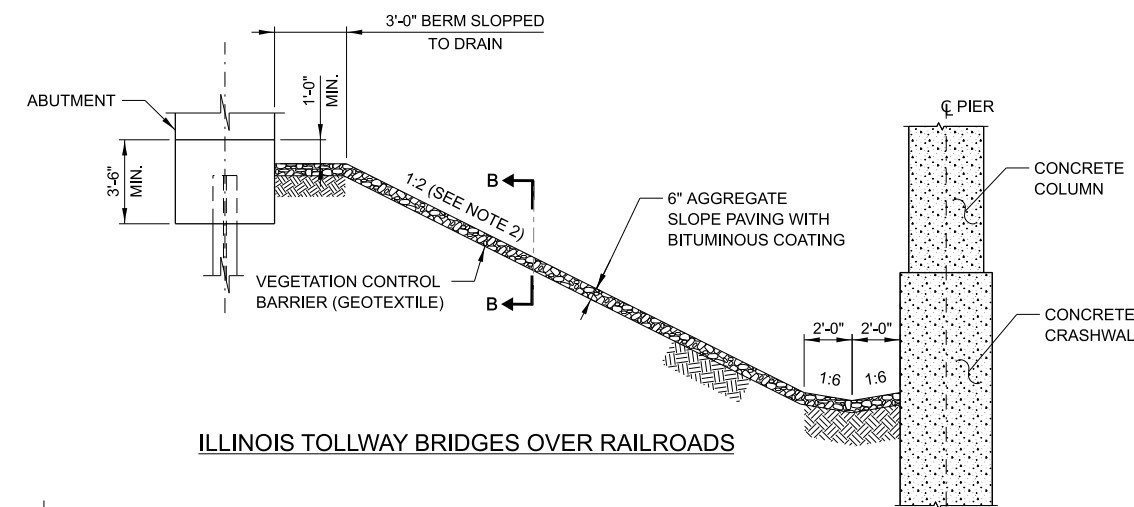 3'-0" BERM SLOPPED
TO DRAIN
1'-0"
MIN.
ABUTMENT
3'-6"
MIN.
℄ PIER
CONCRETE
COLUMN
1:2 (SEE NOTE 2)
B
B
6" AGGREGATE
SLOPE PAVING WITH
BITUMINOUS COATING
VEGETATION CONTROL
BARRIER (GEOTEXTILE)
2'-0"
2'-0"
1:6
1:6
CONCRETE
CRASHWAL
ILLINOIS TOLLWAY BRIDGES OVER RAILROADS